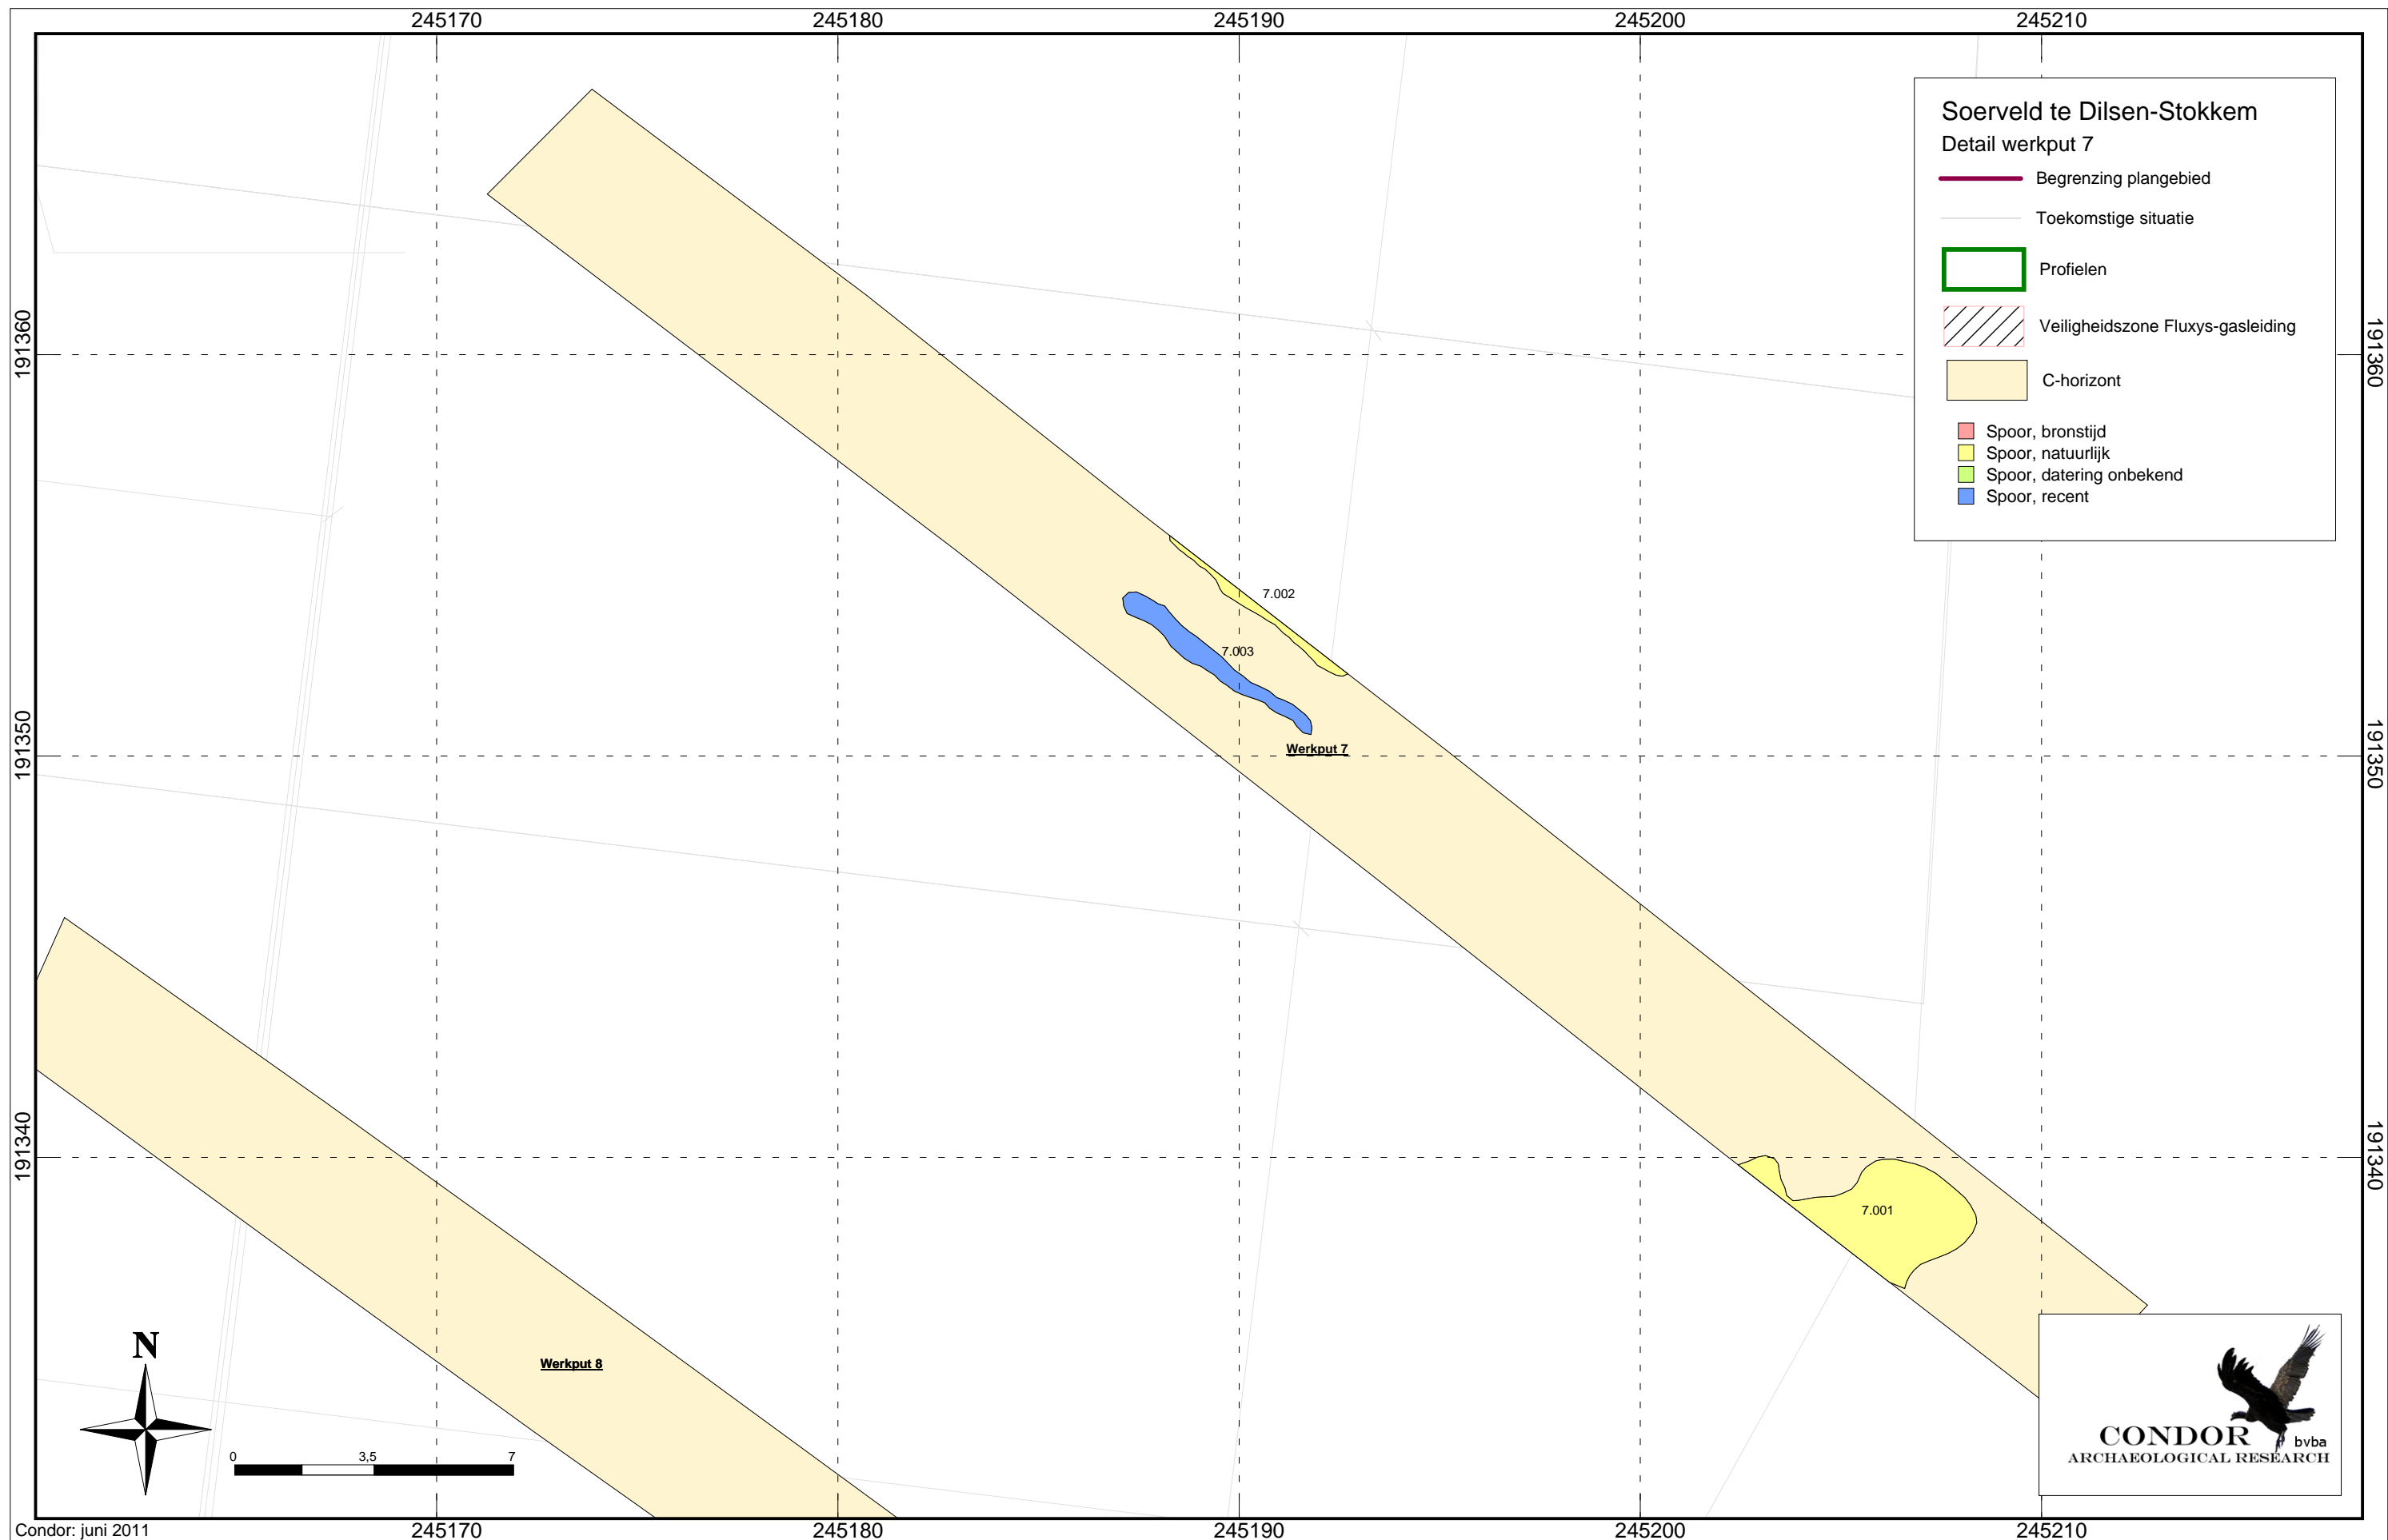 245170 245180 245190 245200 245210
Soerveld te Dilsen-Stokkem
Detail werkput 7
Begrenzing plangebied
Toekomstige situatie
Profielen
Veiligheidszone Fluxys-gasleiding
C-horizont
Spoor, bronstijd
Spoor, natuurlijk
Spoor, datering onbekend
Spoor, recent
191360 191360
7.002
7.003
Werkput 7
191350 191350
191340 191340
7.001
N
Werkput 8
0 3,5 7
CONDOR bvba
ARCHAEOLOGICAL RESEARCH
Condor: juni 2011
245170 245180 245190 245200 245210